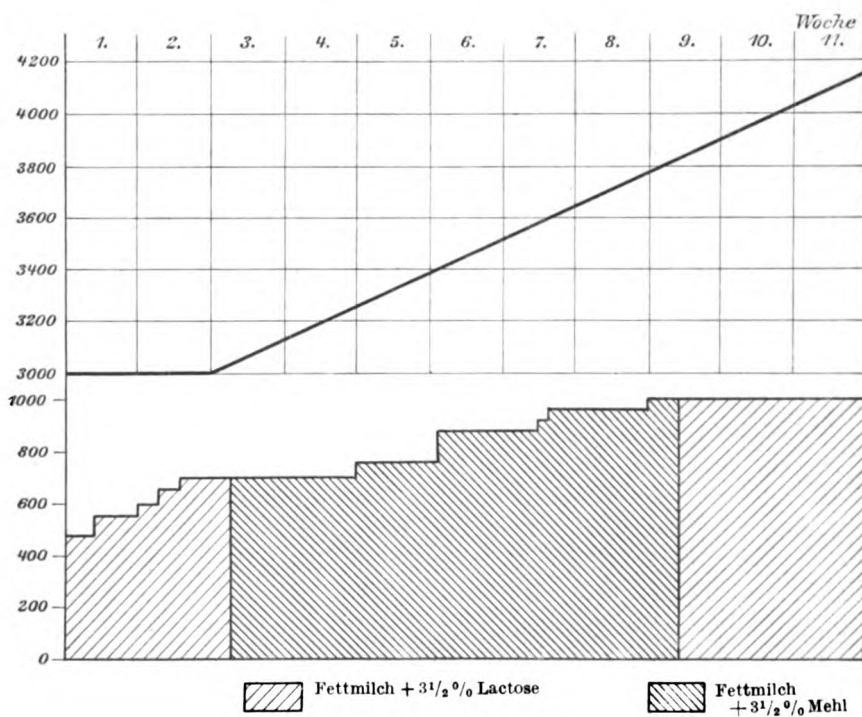 Woche
1. 2. 3. 4. 5. 6. 7. 8. 9. 10. 11.
4200
4000
3800
3600
3400
3200
3000
1000
800
600
400
200
0
Fettmilch + 3¹/₂ % Lactose
Fettmilch
+ 3¹/₂ % Mehl